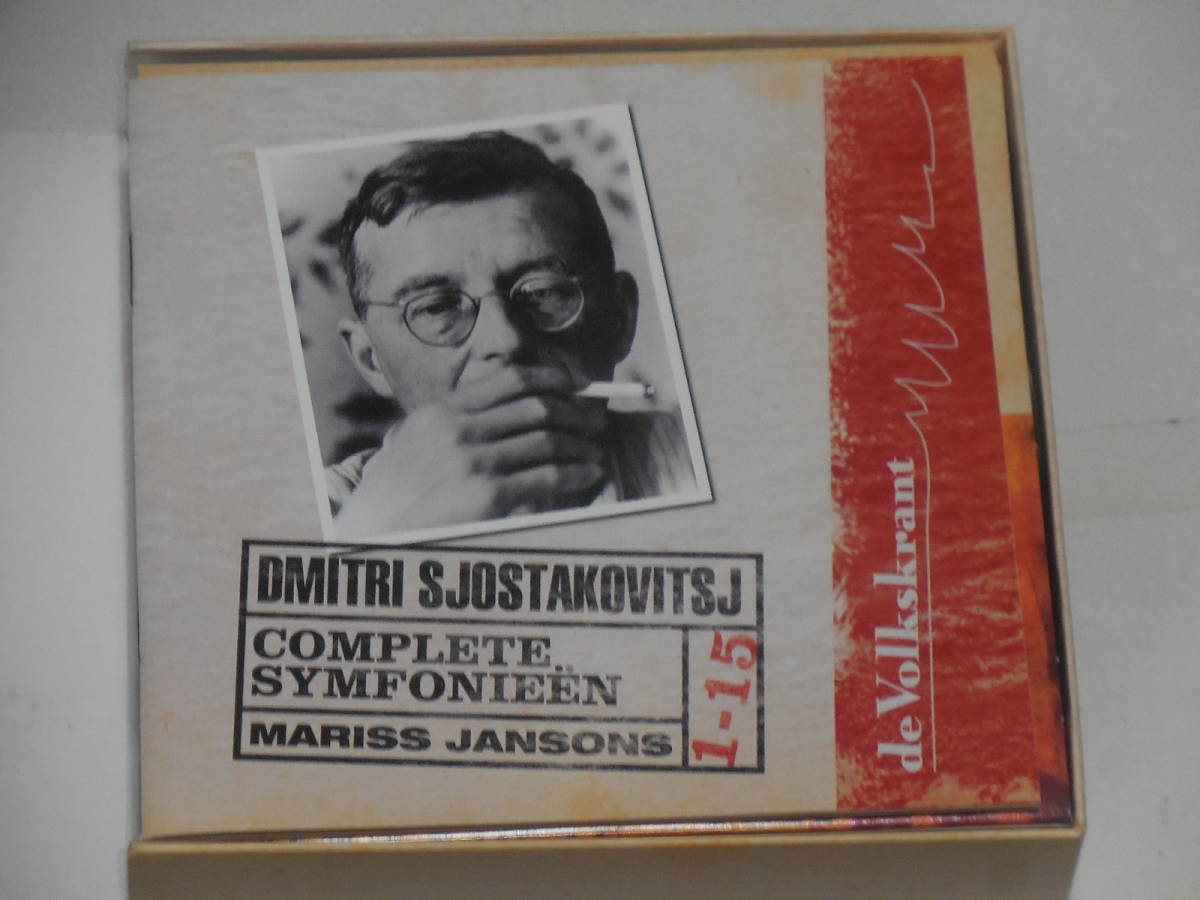 DMITRI SJOSTAKOVITSJ
COMPLETE
SYMFONIEËN
1-15
MARISS JANSONS
de Volkskrant